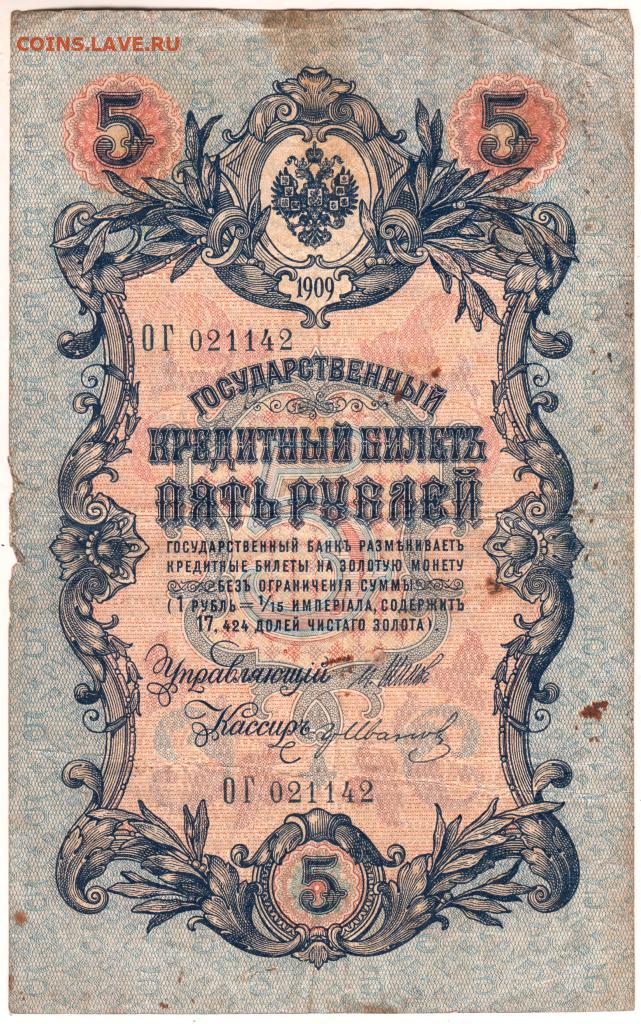 COINS.LAVE.RU
5 5
1909
ОГ 021142
ГОСУДАРСТВЕННЫЙ
КРЕДИТНЫЙ БИЛЕТЪ
ПЯТЬ РУБЛЕЙ
ГОСУДАРСТВЕННЫЙ БАНКЪ РАЗМѢНИВАЕТЪ
КРЕДИТНЫЕ БИЛЕТЫ НА ЗОЛОТУЮ МОНЕТУ
БЕЗЪ ОГРАНИЧЕНІЯ СУММЫ
(1 РУБЛЬ = 1/15 ИМПЕРІАЛА, СОДЕРЖИТЪ
17,424 ДОЛЕЙ ЧИСТАГО ЗОЛОТА).
Управляющій
Кассиръ Гр Иванов
ОГ 021142
5